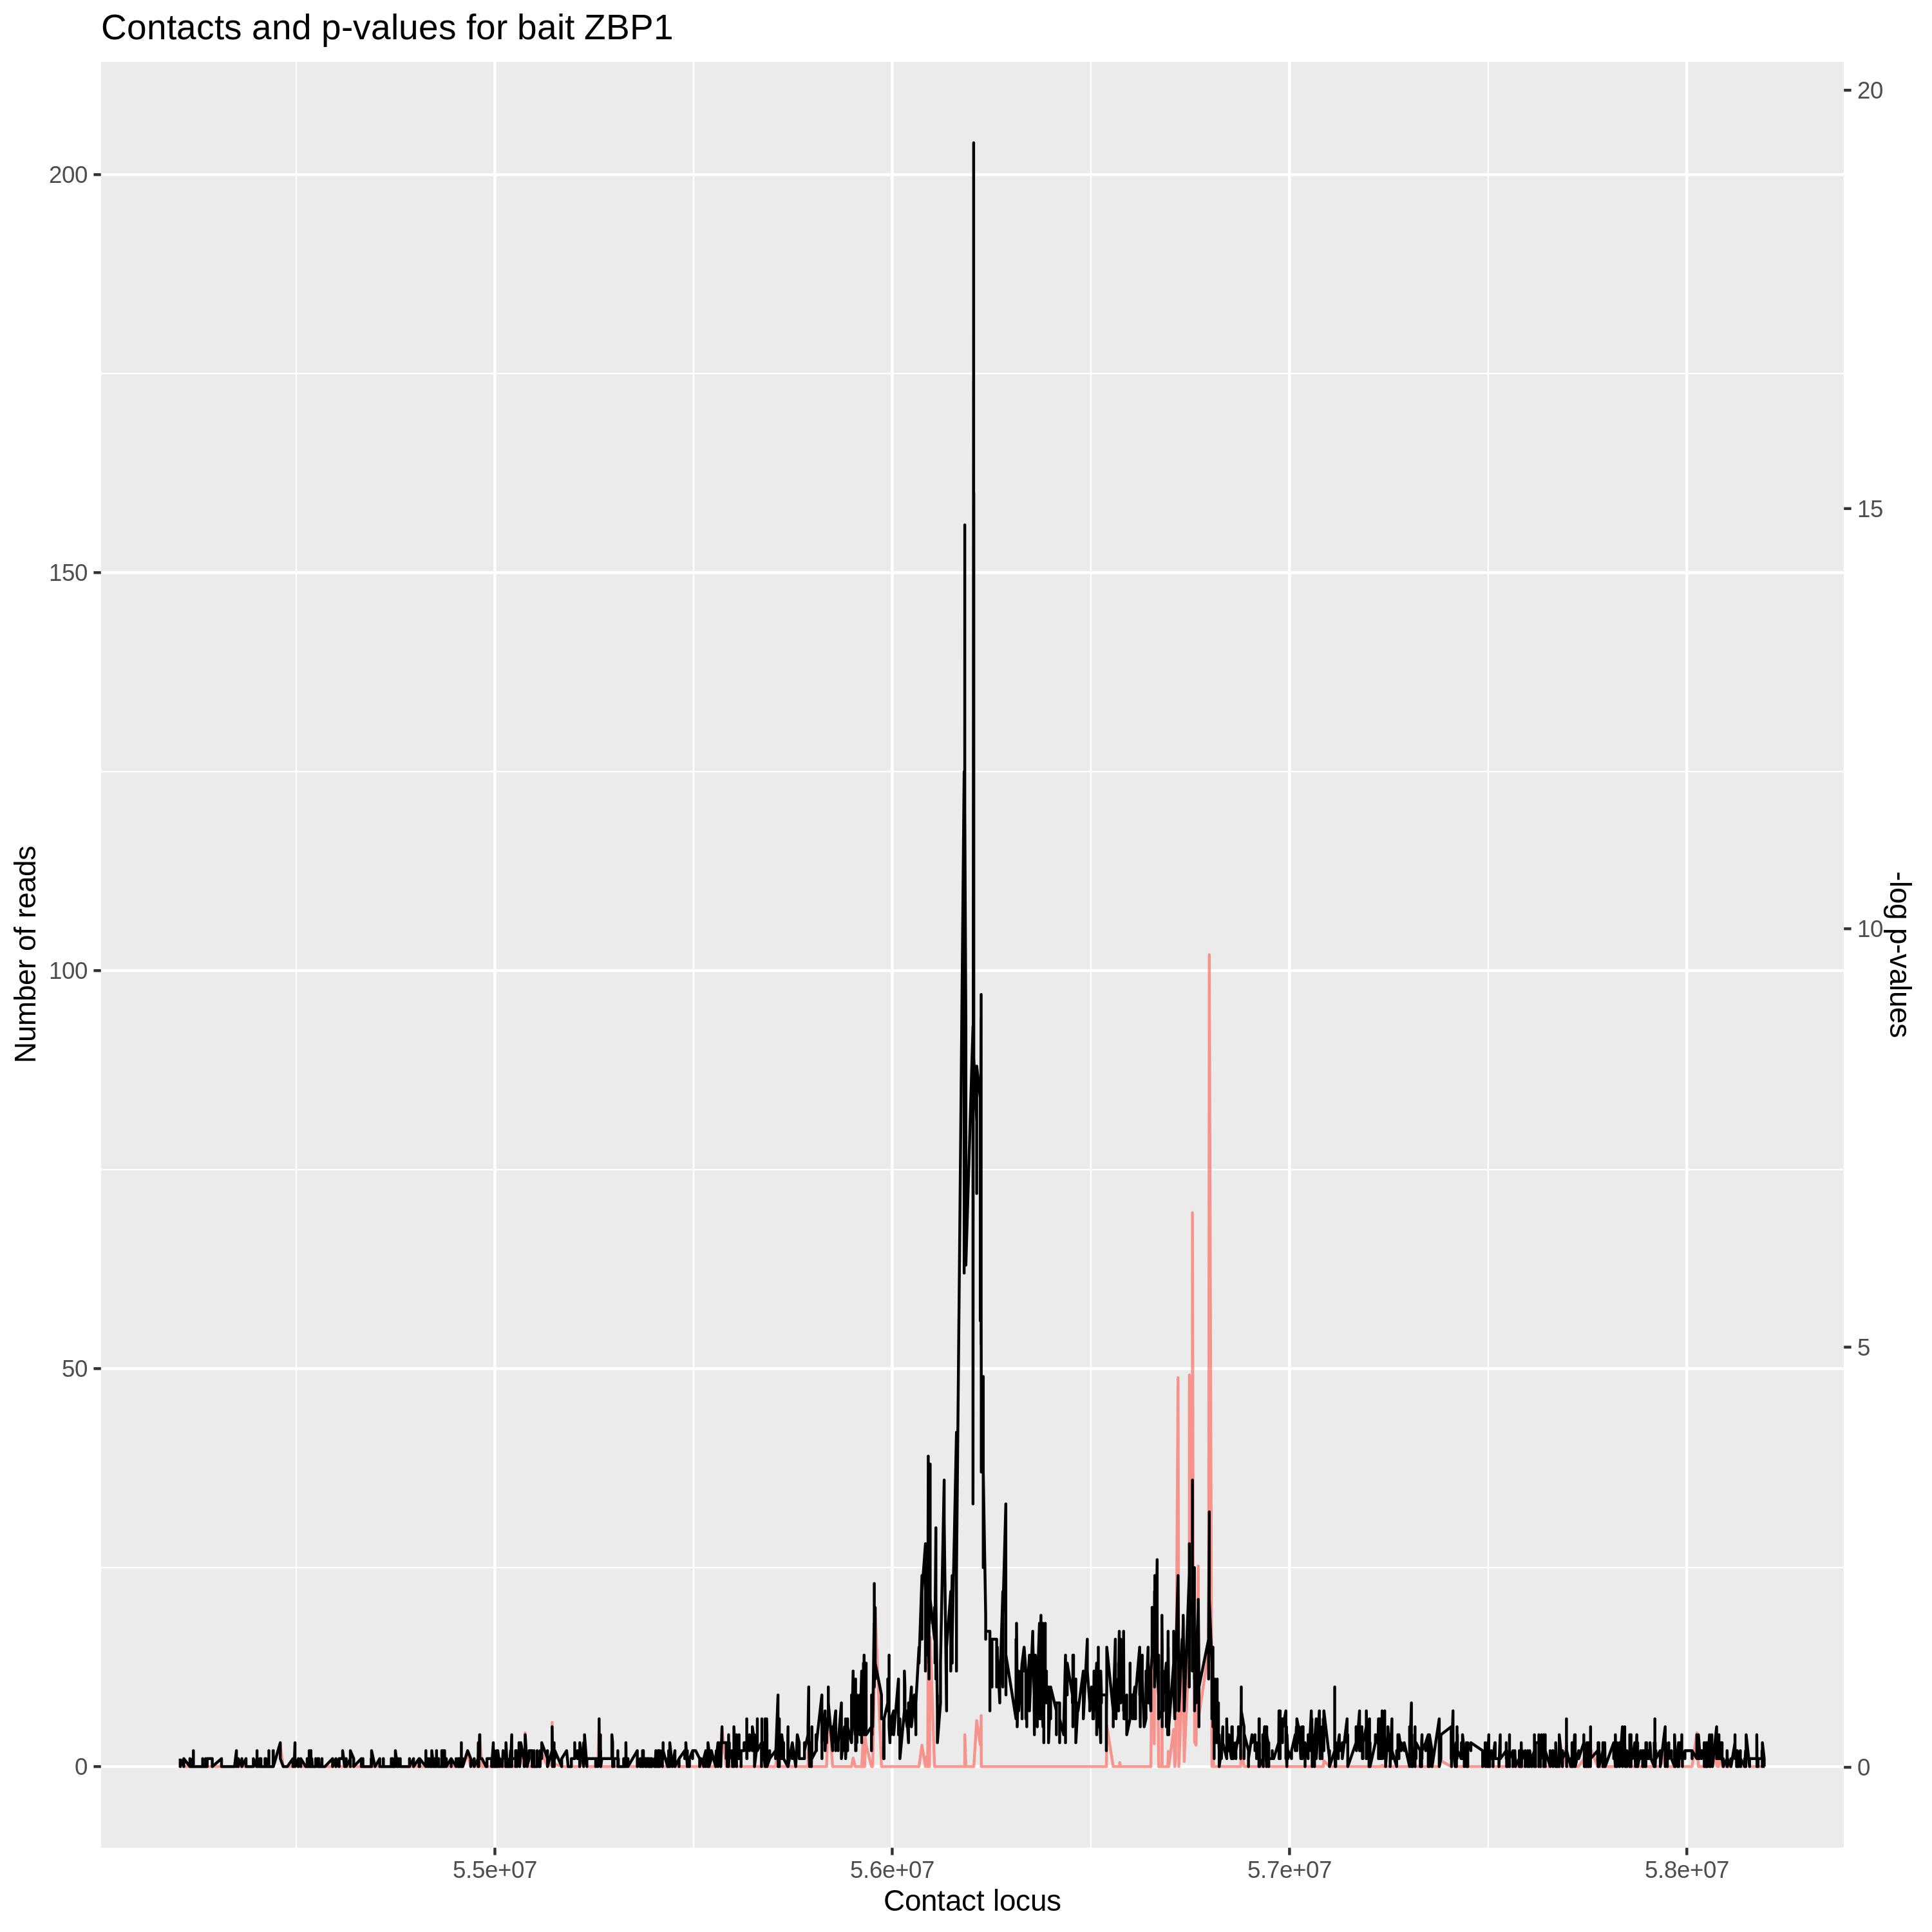 Contacts and p-values for bait ZBP1
Number of reads
200
150
100
50
0
20
15
10
5
0
-log p-values
5.5e+07
5.6e+07
5.7e+07
5.8e+07
Contact locus